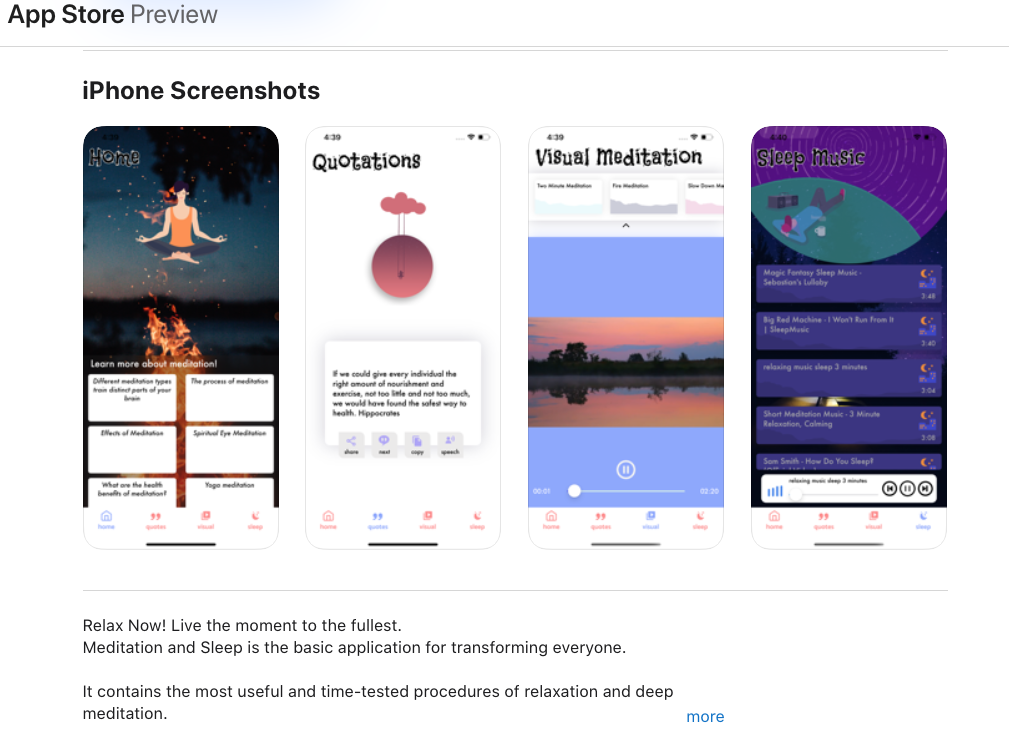 App Store Preview
iPhone Screenshots
4:39
Home
Learn more about meditation!
Different meditation types
train distinct parts of your
brain
The process of meditation
Effects of Meditation
Spiritual Eye Meditation
What are the health
benefits of meditation?
Yoga meditation
home
quotes
visual
sleep
4:39
Quotations
If we could give every individual the
right amount of nourishment and
exercise, not too little and not too much,
we would have found the safest way to
health. Hippocrates
share
next
copy
speech
home
quotes
visual
sleep
4:39
Visual Meditation
Two Minute Meditation
Fire Meditation
Slow Down Me
00:01
02:20
home
quotes
visual
sleep
4:40
Sleep Music
Magic Fantasy Sleep Music -
Sebastian's Lullaby
3:48
Big Red Machine - I Won't Run From It
| SleepMusic
3:40
relaxing music sleep 3 minutes
3:04
Short Meditation Music - 3 Minute
Relaxation, Calming
3:08
Sam Smith - How Do You Sleep?
relaxing music sleep 3 minutes
home
quotes
visual
sleep
Relax Now! Live the moment to the fullest.
Meditation and Sleep is the basic application for transforming everyone.
It contains the most useful and time-tested procedures of relaxation and deep
meditation.
more